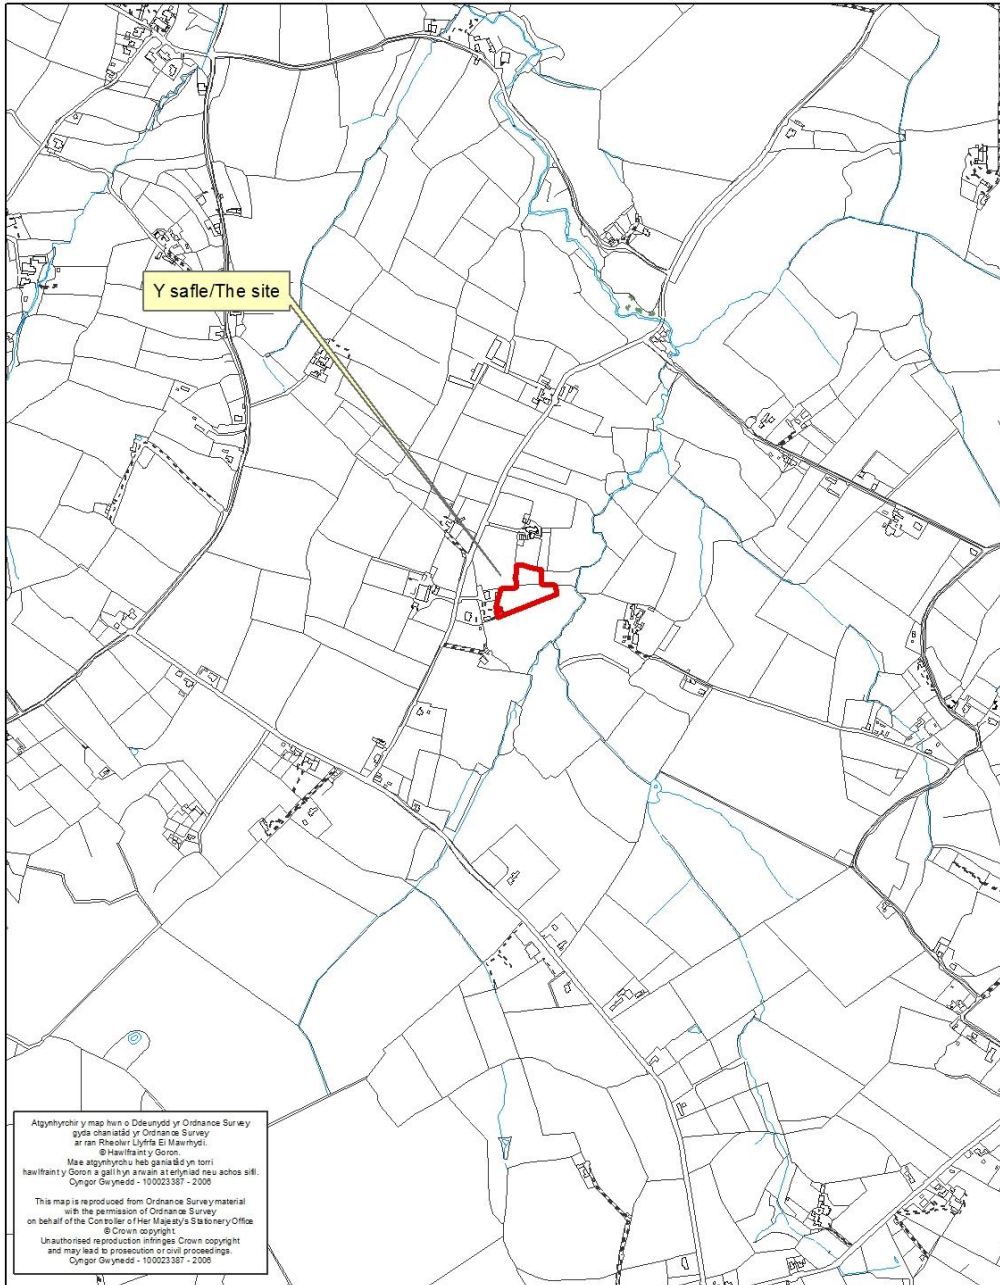 Y safle/The site
Atgynhyrchir y map hwn o Ddeunydd yr Ordnance Survey
gyda chaniatâd yr Ordnance Survey
ar ran Rheolwr Llyfrfa Ei Mawrhydi.
© Hawlfraint y Goron.
Mae atgynhyrchu heb ganiatâd yn torri
hawlfraint y Goron a gall hyn arwain at erlyniad neu achos sifil.
Cyngor Gwynedd - 100023387 - 2006
This map is reproduced from Ordnance Survey material
with the permission of Ordnance Survey
on behalf of the Controller of Her Majesty's Stationery Office
© Crown copyright.
Unauthorised reproduction infringes Crown copyright
and may lead to prosecution or civil proceedings.
Cyngor Gwynedd - 100023387 - 2006